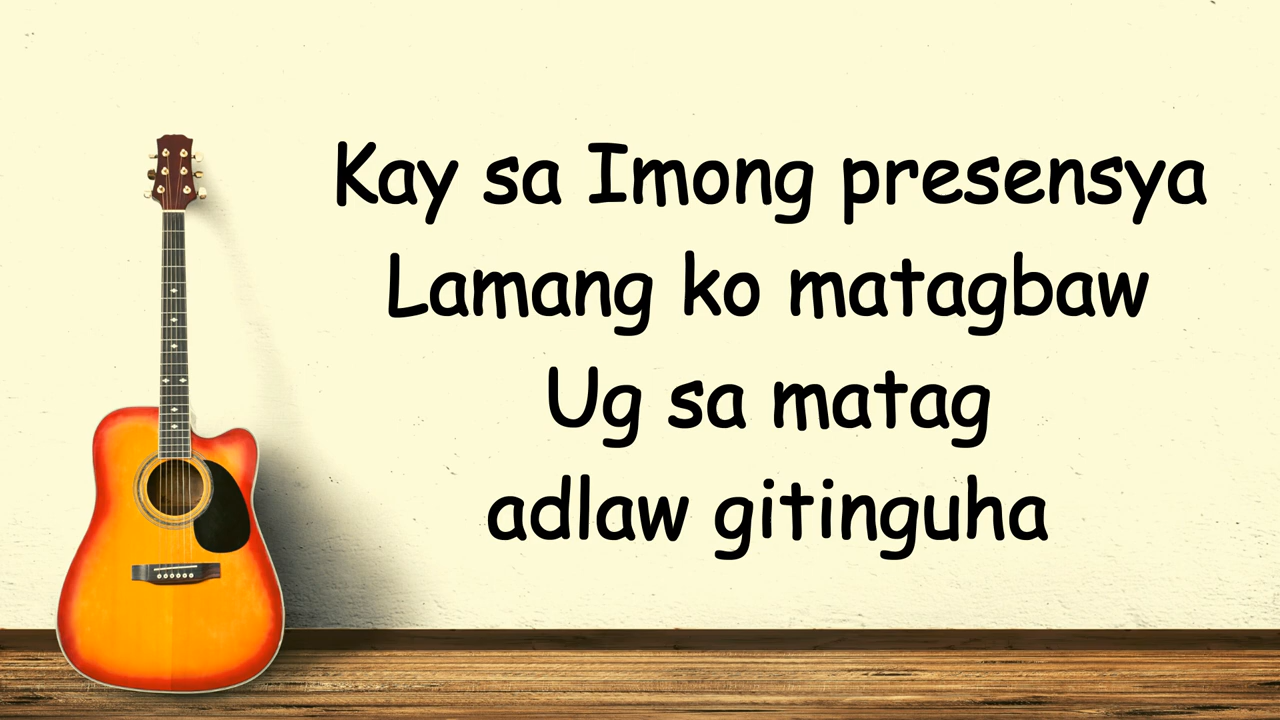 Kay sa Imong presensya
Lamang ko matagbaw
Ug sa matag
adlaw gitinguha